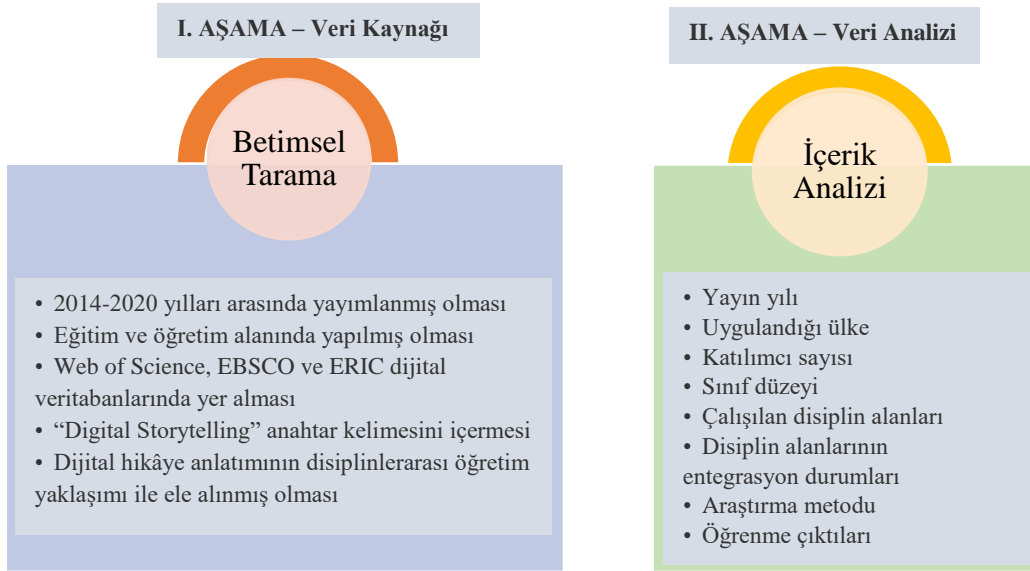 I. AŞAMA – Veri Kaynağı
Betimsel
Tarama
• 2014-2020 yılları arasında yayımlanmış olması
• Eğitim ve öğretim alanında yapılmış olması
• Web of Science, EBSCO ve ERIC dijital
veritabanlarında yer alması
• “Digital Storytelling” anahtar kelimesini içermesi
• Dijital hikâye anlatımının disiplinlerarası öğretim
yaklaşımı ile ele alınmış olması
II. AŞAMA – Veri Analizi
İçerik
Analizi
• Yayın yılı
• Uygulandığı ülke
• Katılımcı sayısı
• Sınıf düzeyi
• Çalışılan disiplin alanları
• Disiplin alanlarının
entegrasyon durumları
• Araştırma metodu
• Öğrenme çıktıları